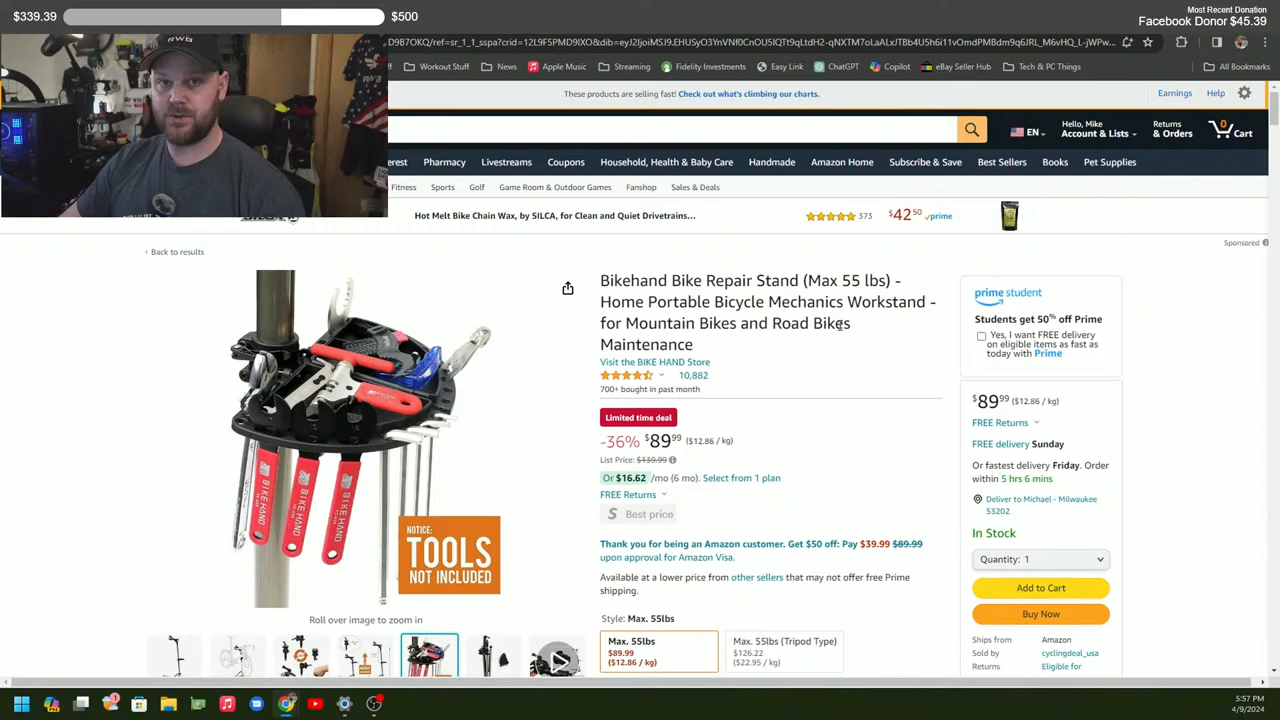 $339.39
$500
Most Recent Donation
Facebook Donor $45.39
RWB
D9B7OKQ/ref=sr_1_1_sspa?crid=12L9F5PMD9IXO&dib=
Workout Stuff
News
Apple Music
Streaming
Fidelity Investments
Easy Link
ChatGPT
Copilot
eBay Seller Hub
Tech & PC Things
All Bookmarks
These products are selling fast! Check out what's climbing our charts.
Earnings
Help
EN
Hello, Mike
Account & Lists
Returns
& Orders
0
Cart
erest
Pharmacy
Livestreams
Coupons
Household, Health & Baby Care
Handmade
Amazon Home
Subscribe & Save
Best Sellers
Books
Pet Supplies
Fitness
Sports
Golf
Game Room & Outdoor Games
Fanshop
Sales & Deals
Hot Melt Bike Chain Wax, by SILCA, for Clean and Quiet Drivetrains...
373
$42 50
prime
Sponsored
‹ Back to results
Bikehand Bike Repair Stand (Max 55 lbs) -
Home Portable Bicycle Mechanics Workstand -
for Mountain Bikes and Road Bikes
Maintenance
Visit the BIKE HAND Store
10,882
700+ bought in past month
Limited time deal
-36% $89 99 ($12.86 / kg)
List Price: $139.99
Or $16.62 /mo (6 mo). Select from 1 plan
FREE Returns
S Best price
Thank you for being an Amazon customer. Get $50 off: Pay $39.99 $89.99
upon approval for Amazon Visa.
Available at a lower price from other sellers that may not offer free Prime
shipping.
Style: Max. 55lbs
Max. 55lbs
$89.99
($12.86 / kg)
Max. 55lbs (Tripod Type)
$126.22
($22.95 / kg)
BIKE HAND
BIKE HAND
BIKE HAND
NOTICE:
TOOLS
NOT INCLUDED
Roll over image to zoom in
prime student
Students get 50% off Prime
Yes, I want FREE delivery
on eligible items as fast as
today with Prime
$89 99 ($12.86 / kg)
FREE Returns
FREE delivery Sunday
Or fastest delivery Friday. Order
within 5 hrs 6 mins
Deliver to Michael - Milwaukee
53202
In Stock
Quantity: 1
Add to Cart
Buy Now
Ships from Amazon
Sold by cyclingdeal_usa
Returns Eligible for
5:57 PM
4/9/2024